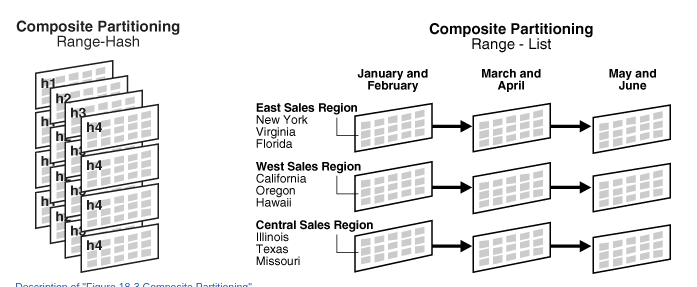 Composite Partitioning
Range-Hash
h1
h2
h3
h4
h4
h4
h4
Composite Partitioning
Range - List
January and
February
March and
April
May and
June
East Sales Region
New York
Virginia
Florida
West Sales Region
California
Oregon
Hawaii
Central Sales Region
Illinois
Texas
Missouri
Description of "Figure 18-3 Composite Partitioning"